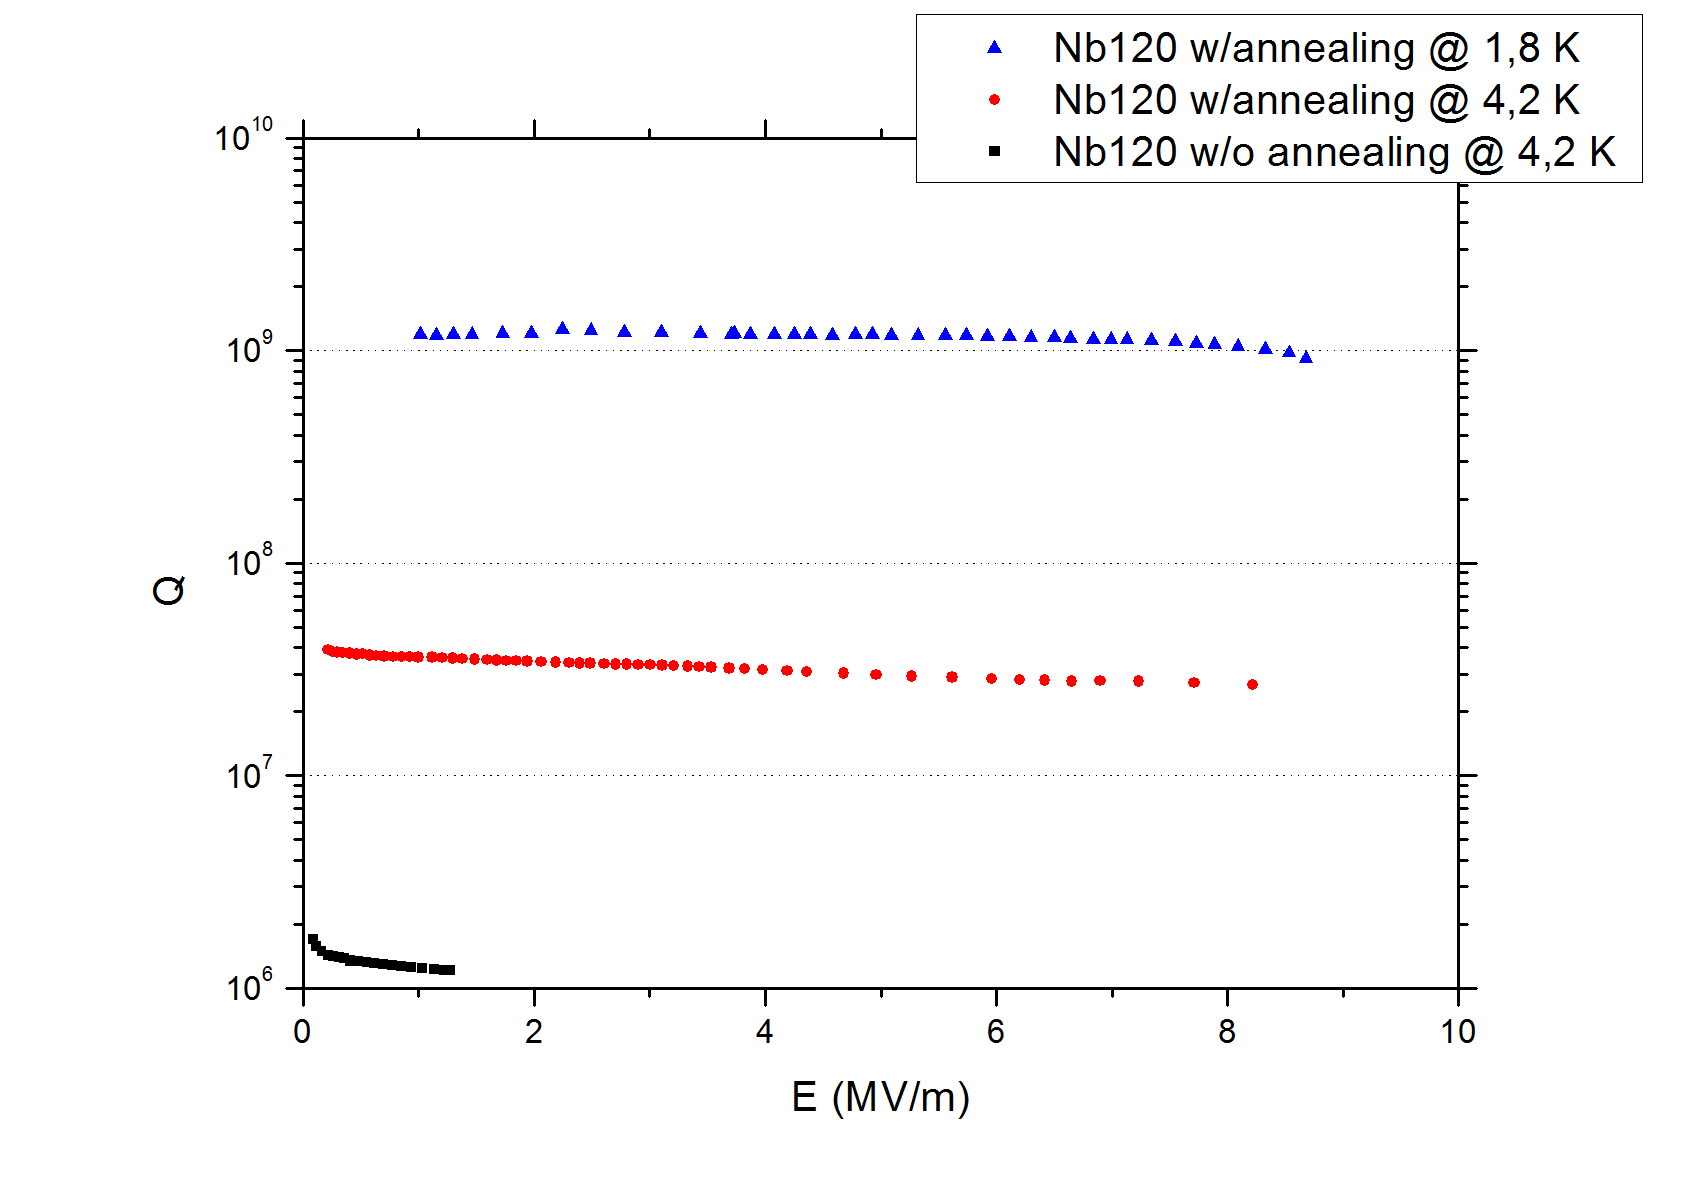 Nb120 w/annealing @ 1,8 K
Nb120 w/annealing @ 4,2 K
Nb120 w/o annealing @ 4,2 K
10^10
10^9
10^8
10^7
10^6
Q
0 2 4 6 8 10
E (MV/m)